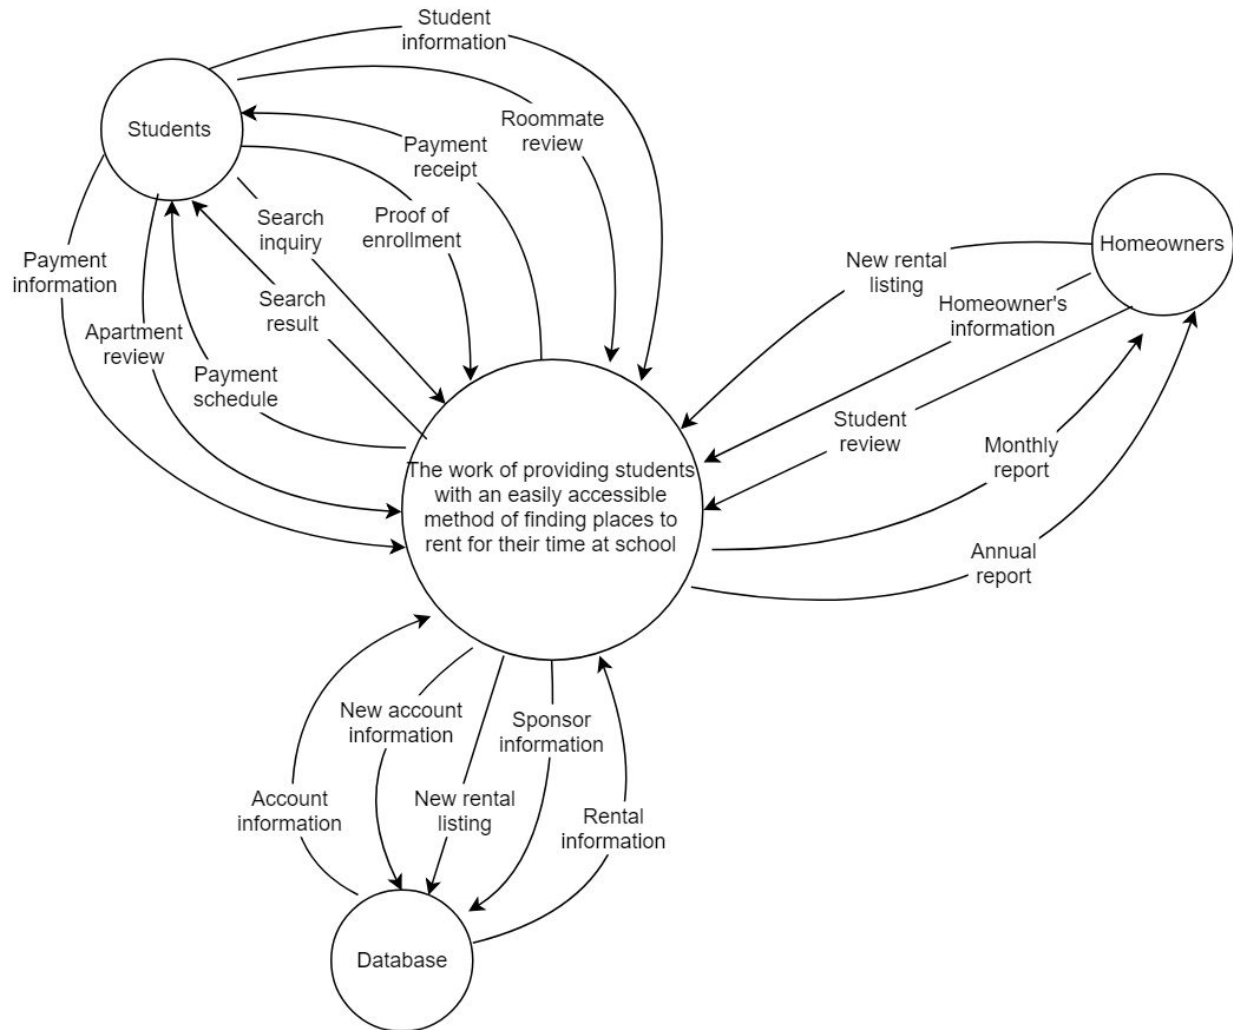 Student
information
Students
Roommate
review
Payment
receipt
Proof of
enrollment
Search
inquiry
Payment
information
Search
result
Apartment
review
Payment
schedule
Homeowners
New rental
listing
Homeowner's
information
Student
review
Monthly
report
Annual
report
The work of providing students
with an easily accessible
method of finding places to
rent for their time at school
New account
information
Sponsor
information
Account
information
New rental
listing
Rental
information
Database